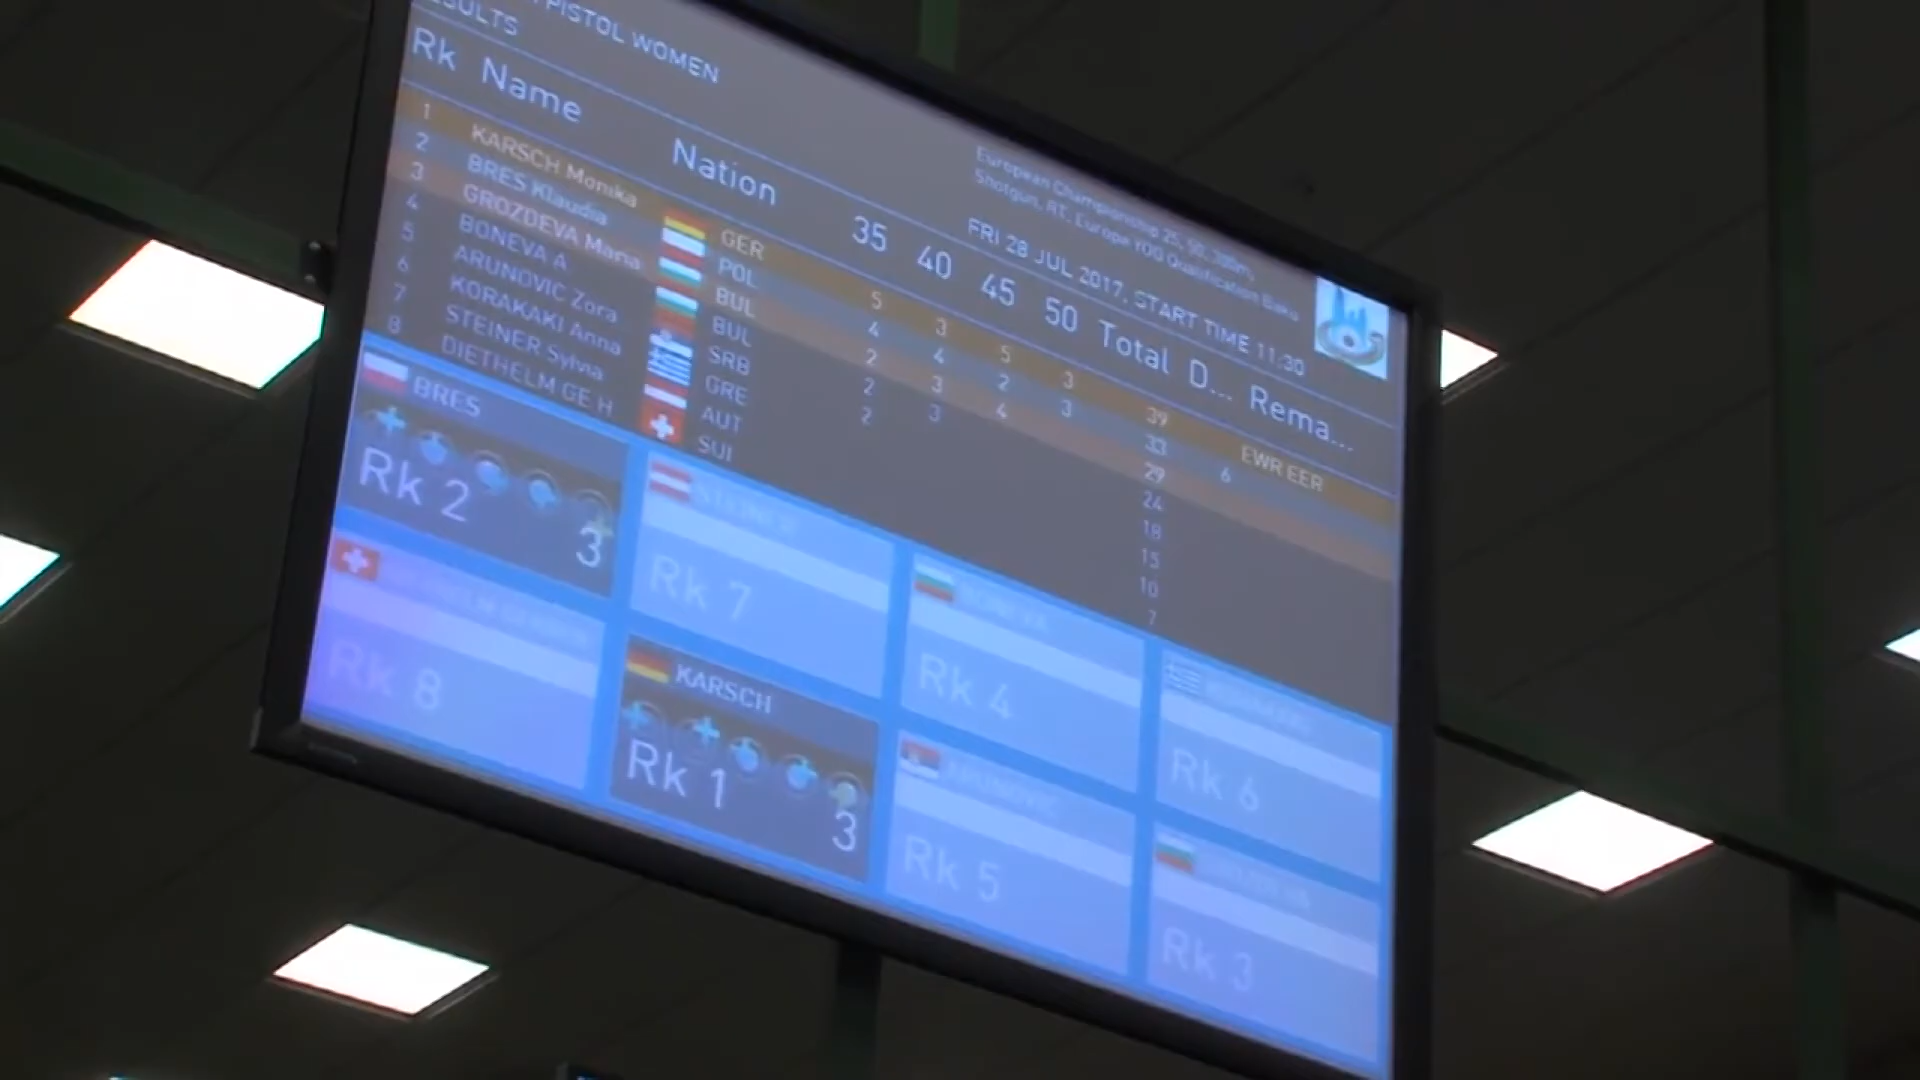 PISTOL WOMEN
European Championship 25, 50, 300m,
Shotgun, RT, Europe YOG Qualification Baku
FRI 28 JUL 2017, START TIME 11:30
Rk Name Nation 35 40 45 50 Total D... Rema...
1 KARSCH Monika GER 5 3 5 3 39 EWR EER
2 BRES Klaudia POL 4 4 2 3 33 6
3 GROZDEVA Maria BUL 2 3 4 29
4 BONEVA A BUL 2 3 24
5 ARUNOVIC Zora SRB 2 18
6 KORAKAKI Anna GRE 15
7 STEINER Sylvia AUT 10
8 DIETHELM GE H SUI 7
BRES
Rk 2
3
Rk 7
Rk 4
Rk 6
Rk 8
KARSCH
Rk 1
3
Rk 5
Rk 3